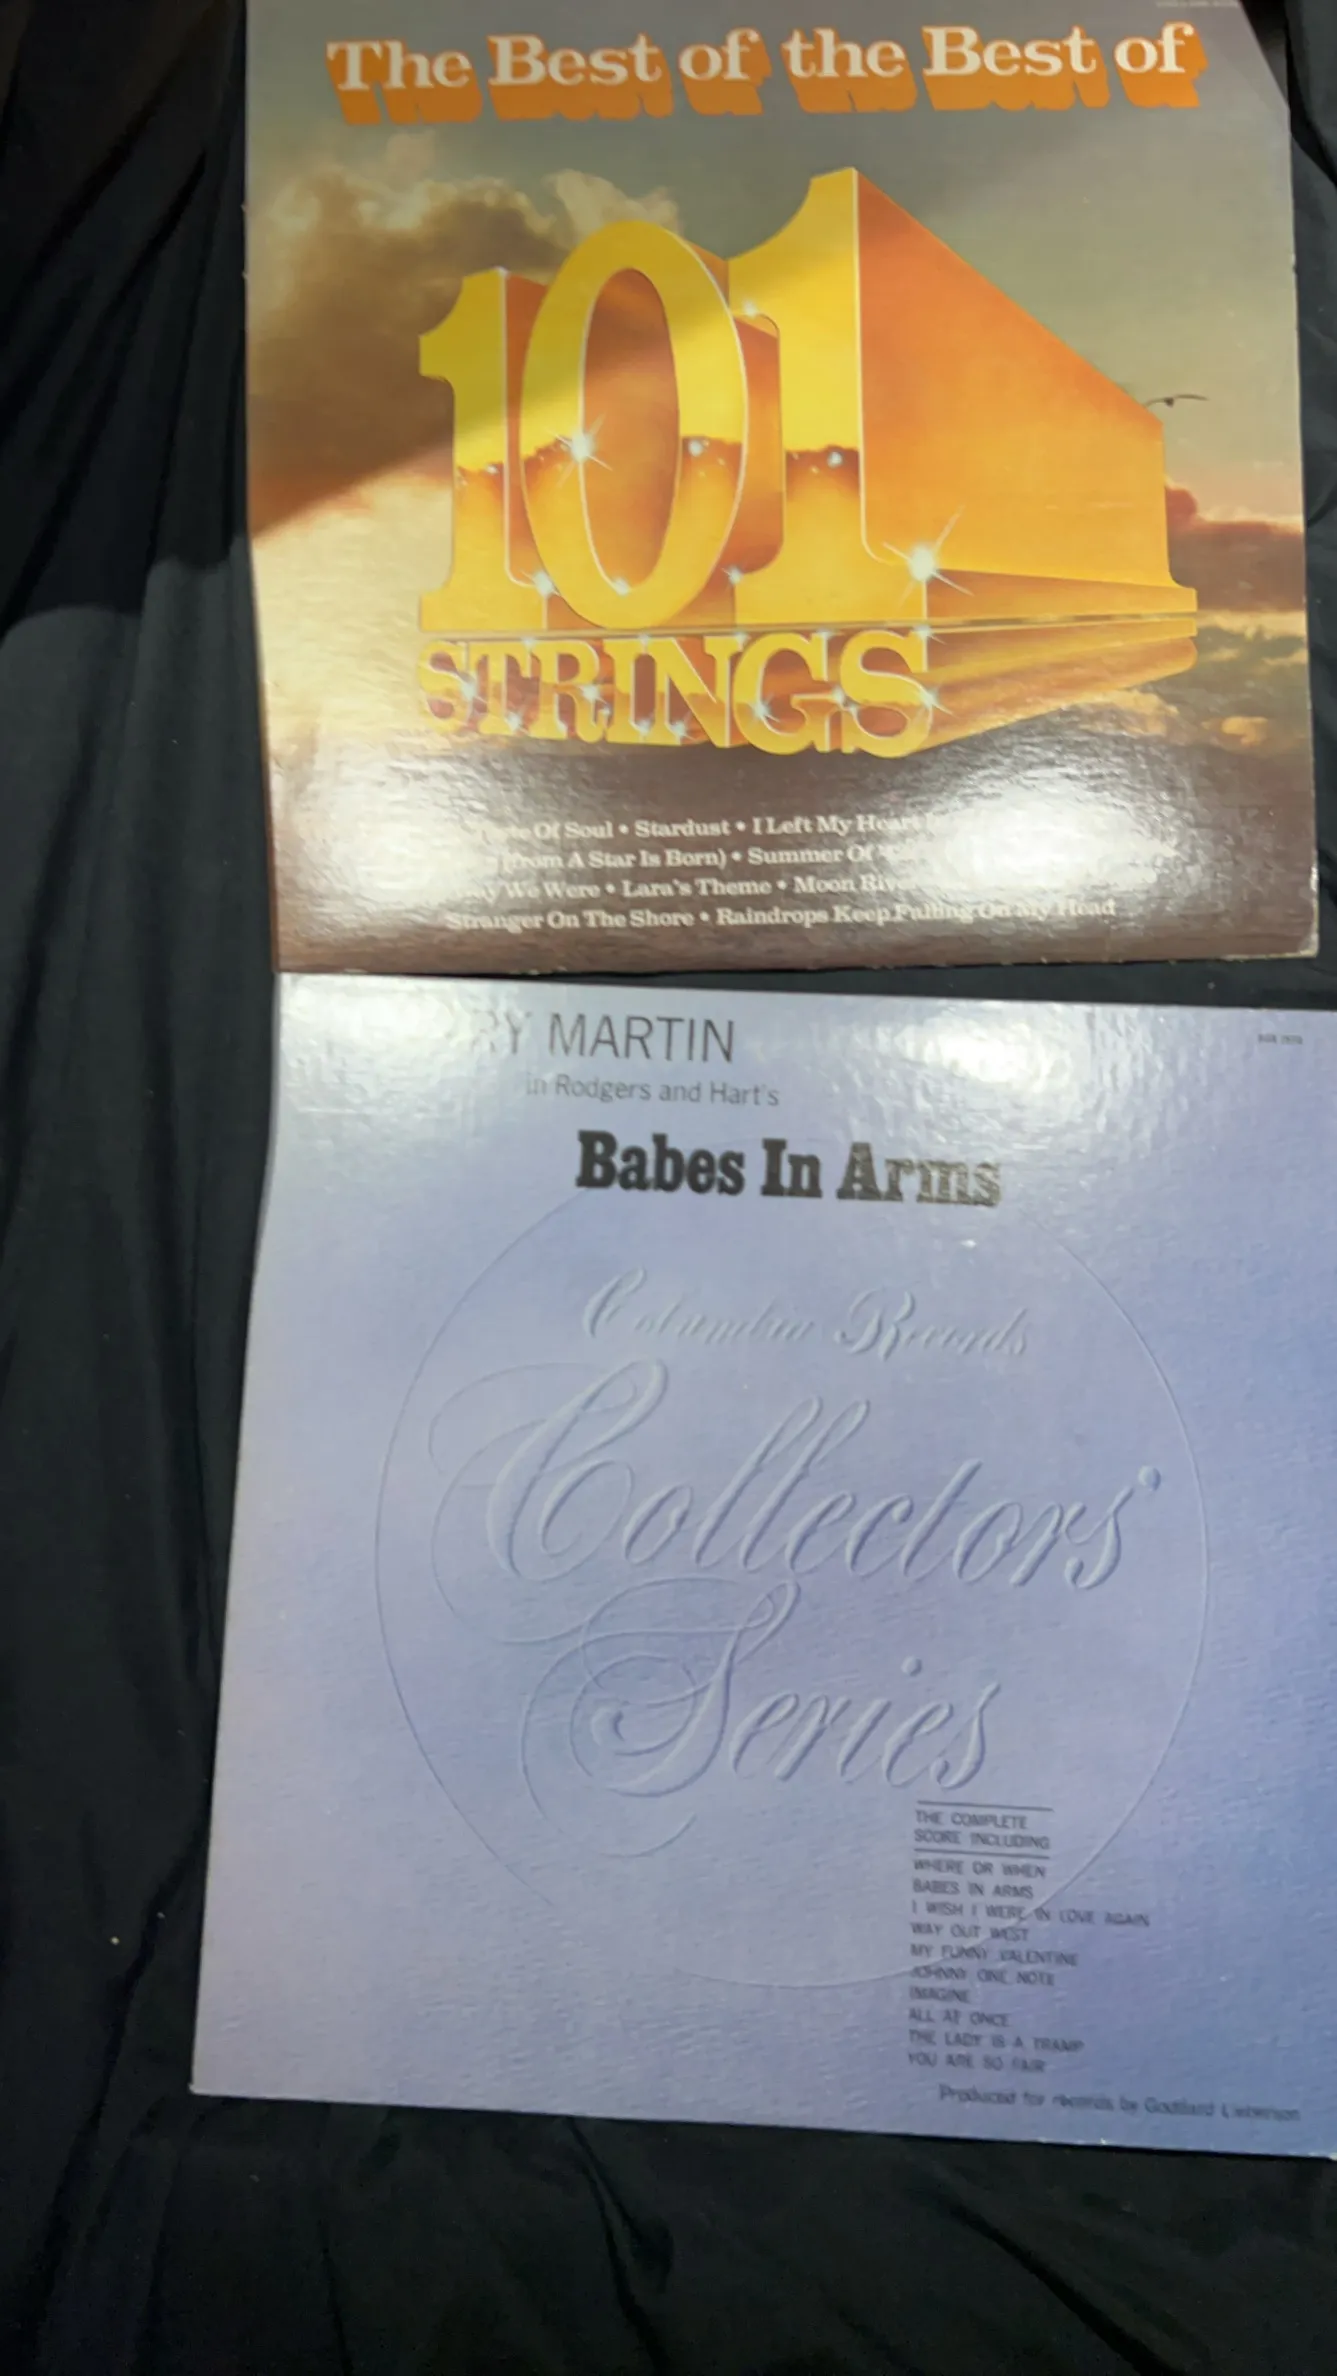 The Best of the Best of
101
STRINGS
Of Soul • Stardust • I Left My Heart
(from A Star Is Born) • Summer Of
We Were • Lara's Theme • Moon River
Stranger On The Shore • Raindrops Keep Falling On My Head
RY MARTIN
in Rodgers and Hart's
Babes In Arms
Columbia Records
Collectors'
Series
THE COMPLETE
SCORE INCLUDING
WHERE OR WHEN
BABES IN ARMS
I WISH I WERE IN LOVE AGAIN
WAY OUT WEST
MY FUNNY VALENTINE
JOHNNY ONE NOTE
IMAGINE
ALL AT ONCE
THE LADY IS A TRAMP
YOU ARE SO FAIR
Produced for records by Goddard Lieberson